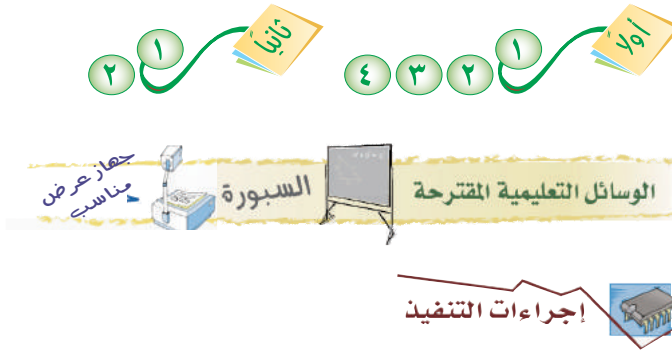 أولاً ١ ٢ ٣ ٤ ثانياً ١ ٢
الوسائل التعليمية المقترحة السبورة جهاز عرض مناسب
إجراءات التنفيذ